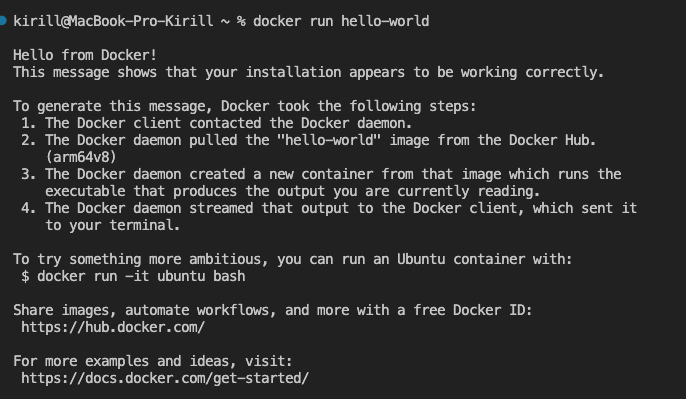 kirill@MacBook-Pro-Kirill ~ % docker run hello-world
Hello from Docker!
This message shows that your installation appears to be working correctly.
To generate this message, Docker took the following steps:
1. The Docker client contacted the Docker daemon.
2. The Docker daemon pulled the "hello-world" image from the Docker Hub.
(arm64v8)
3. The Docker daemon created a new container from that image which runs the
executable that produces the output you are currently reading.
4. The Docker daemon streamed that output to the Docker client, which sent it
to your terminal.
To try something more ambitious, you can run an Ubuntu container with:
$ docker run -it ubuntu bash
Share images, automate workflows, and more with a free Docker ID:
https://hub.docker.com/
For more examples and ideas, visit:
https://docs.docker.com/get-started/